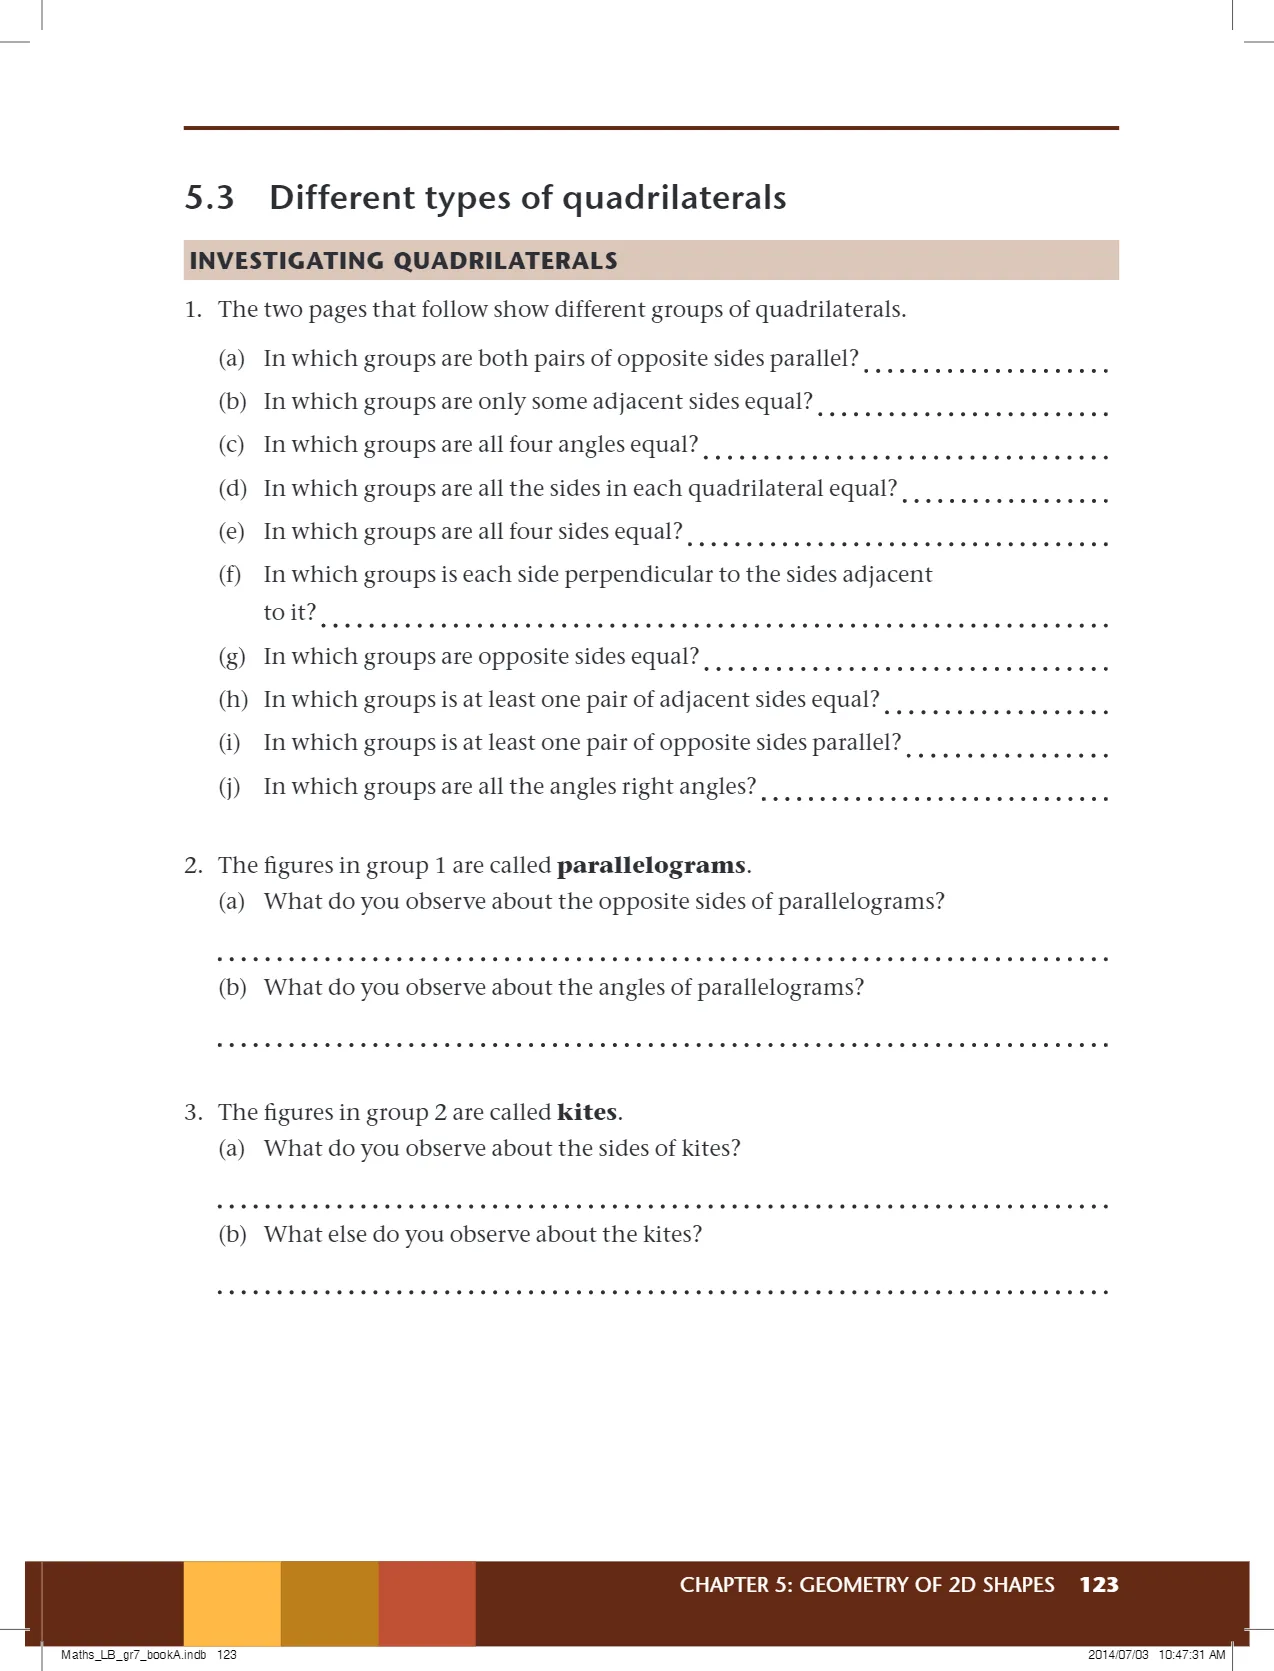 5.3 Different types of quadrilaterals
INVESTIGATING QUADRILATERALS
1. The two pages that follow show different groups of quadrilaterals.
(a) In which groups are both pairs of opposite sides parallel?
(b) In which groups are only some adjacent sides equal?
(c) In which groups are all four angles equal?
(d) In which groups are all the sides in each quadrilateral equal?
(e) In which groups are all four sides equal?
(f) In which groups is each side perpendicular to the sides adjacent
to it?
(g) In which groups are opposite sides equal?
(h) In which groups is at least one pair of adjacent sides equal?
(i) In which groups is at least one pair of opposite sides parallel?
(j) In which groups are all the angles right angles?
2. The figures in group 1 are called parallelograms.
(a) What do you observe about the opposite sides of parallelograms?
(b) What do you observe about the angles of parallelograms?
3. The figures in group 2 are called kites.
(a) What do you observe about the sides of kites?
(b) What else do you observe about the kites?
CHAPTER 5: GEOMETRY OF 2D SHAPES 123
Maths_LB_gr7_bookA.indb 123 2014/07/03 10:47:31 AM